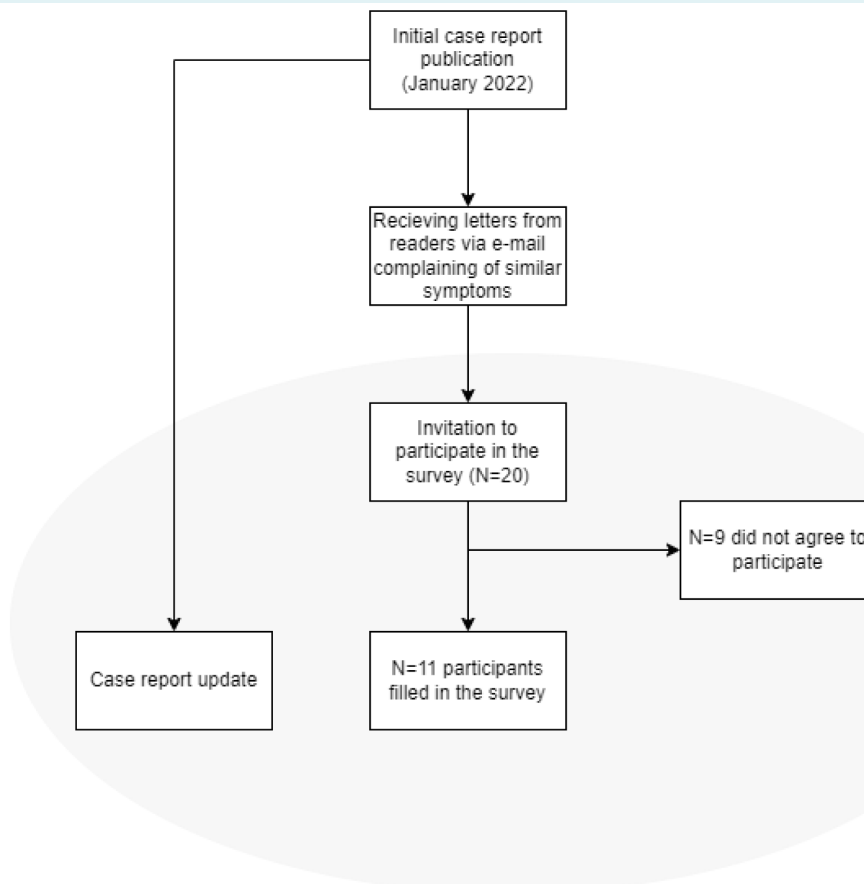 Initial case report
publication
(January 2022)
Recieving letters from
readers via e-mail
complaining of similar
symptoms
Invitation to
participate in the
survey (N=20)
N=9 did not agree to
participate
Case report update
N=11 participants
filled in the survey